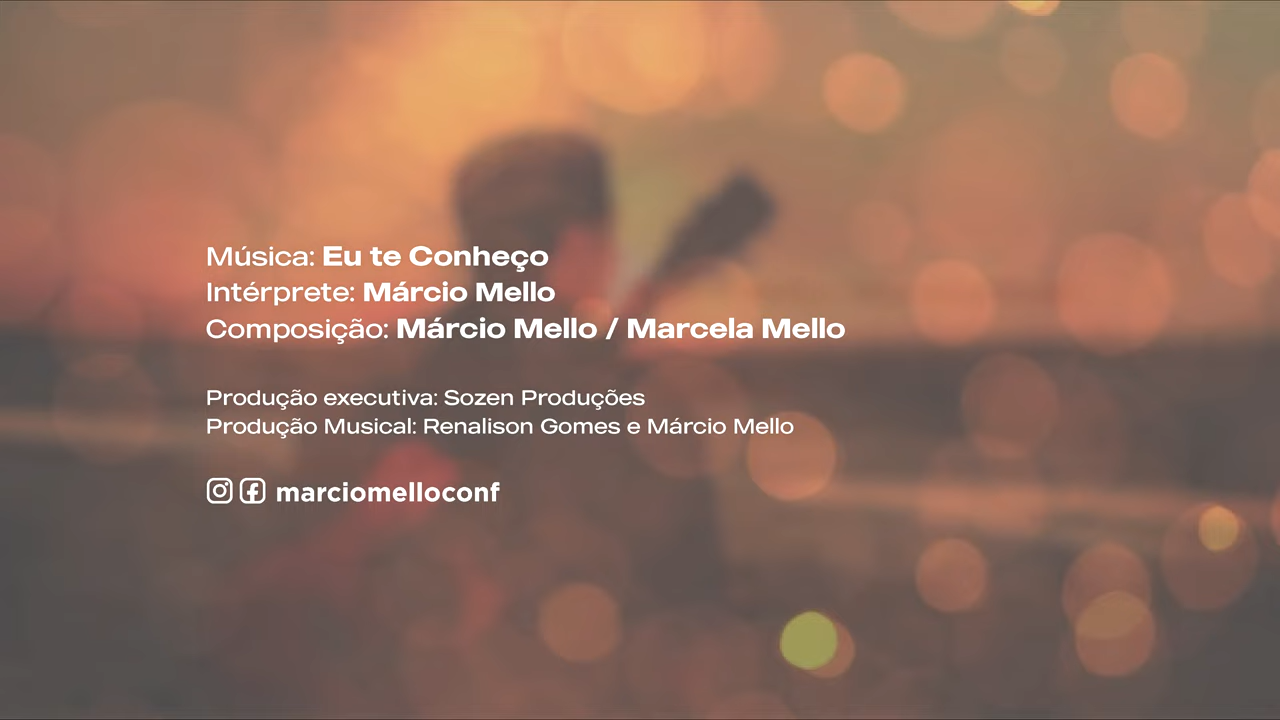 Música: Eu te Conheço
Intérprete: Márcio Mello
Composição: Márcio Mello / Marcela Mello
Produção executiva: Sozen Produções
Produção Musical: Renalison Gomes e Márcio Mello
marciomelloconf